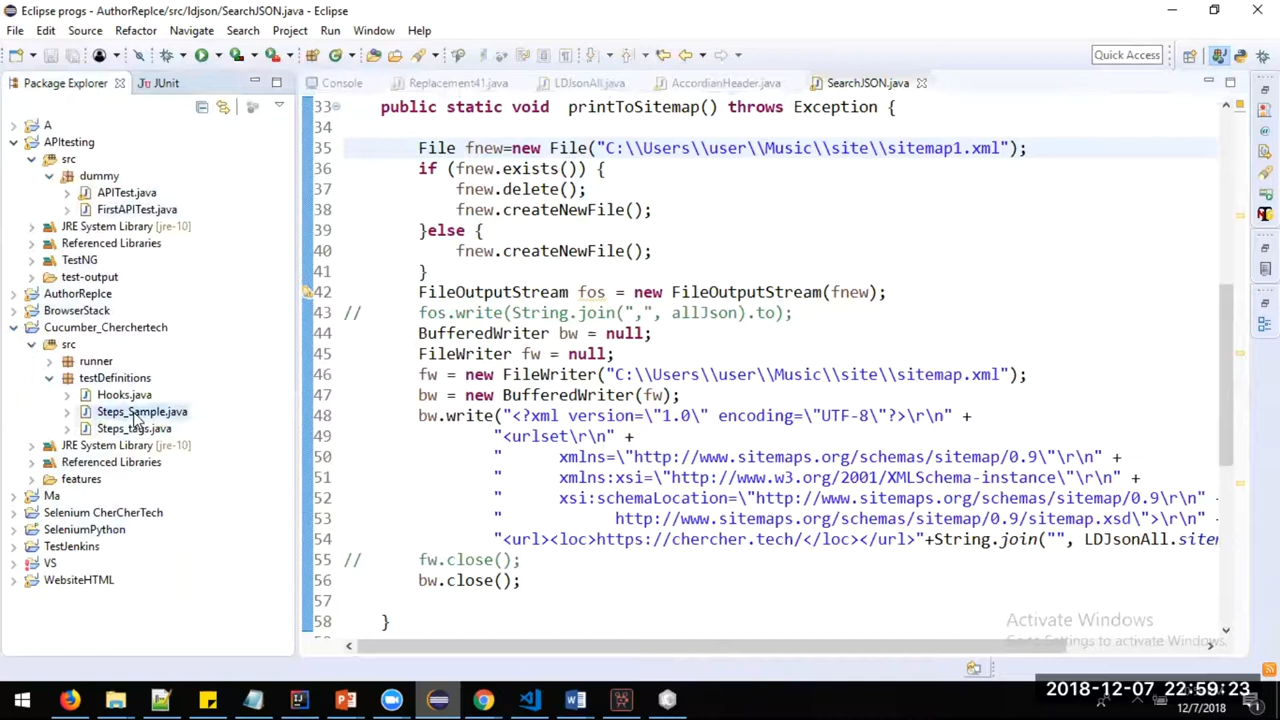 Eclipse progs - AuthorRepIce/src/ldjson/SearchJSON.java - Eclipse
File Edit Source Refactor Navigate Search Project Run Window Help
Quick Access
Package Explorer
JUnit
Console
Replacement41.java
LDJsonAll.java
AccordianHeader.java
SearchJSON.java
A
APItesting
src
dummy
APITest.java
FirstAPITest.java
JRE System Library [jre-10]
Referenced Libraries
TestNG
test-output
AuthorRepIce
BrowserStack
Cucumber_Cherchertech
src
runner
testDefinitions
Hooks.java
Steps_Sample.java
Steps_tags.java
JRE System Library [jre-10]
Referenced Libraries
features
Ma
Selenium CherCherTech
SeleniumPython
TestJenkins
VS
WebsiteHTML
33 public static void printToSitemap() throws Exception {
34
35 File fnew=new File("C:\\Users\\user\\Music\\site\\sitemap1.xml");
36 if (fnew.exists()) {
37 fnew.delete();
38 fnew.createNewFile();
39 }else {
40 fnew.createNewFile();
41 }
42 FileOutputStream fos = new FileOutputStream(fnew);
43 // fos.write(String.join(",", allJson).to);
44 BufferedWriter bw = null;
45 FileWriter fw = null;
46 fw = new FileWriter("C:\\Users\\user\\Music\\site\\sitemap.xml");
47 bw = new BufferedWriter(fw);
48 bw.write("<?xml version=\"1.0\" encoding=\"UTF-8\"?>\r\n" +
49 "<urlset\r\n" +
50 " xmlns=\"http://www.sitemaps.org/schemas/sitemap/0.9\"\r\n" +
51 " xmlns:xsi=\"http://www.w3.org/2001/XMLSchema-instance\"\r\n" +
52 " xsi:schemaLocation=\"http://www.sitemaps.org/schemas/sitemap/0.9\r\n" +
53 " http://www.sitemaps.org/schemas/sitemap/0.9/sitemap.xsd\">\r\n" +
54 "<url><loc>https://chercher.tech/</loc></url>"+String.join("", LDJsonAll.siter
55 // fw.close();
56 bw.close();
57
58 }
Activate Windows
Go to Settings to activate Windows.
2018-12-07 22:59:23
12/7/2018